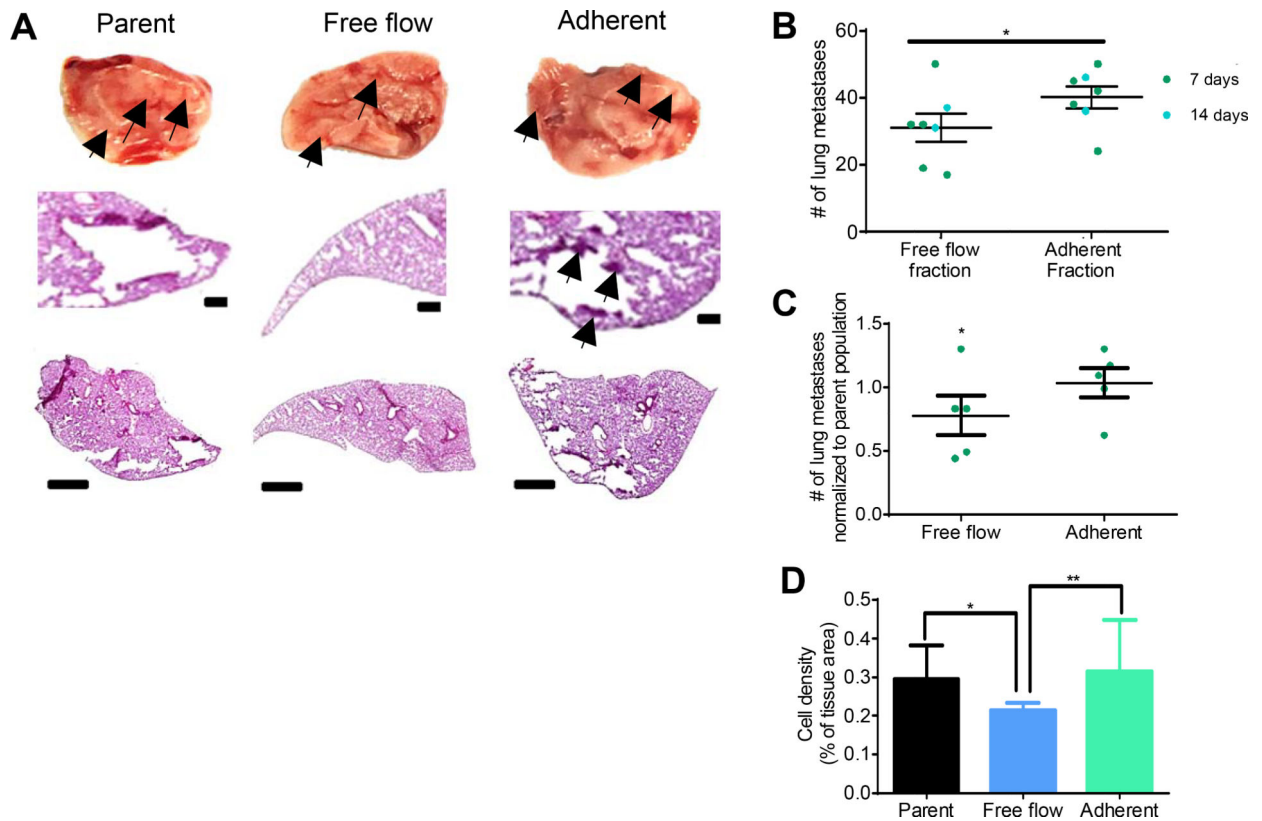 A
Parent
Free flow
Adherent
B
# of lung metastases
60
40
20
0
*
Free flow
fraction
Adherent
Fraction
7 days
14 days
C
# of lung metastases
normalized to parent population
1.5
1.0
0.5
0.0
*
Free flow
Adherent
D
Cell density
(% of tissue area)
0.5
0.4
0.3
0.2
0.1
0.0
*
**
Parent
Free flow
Adherent